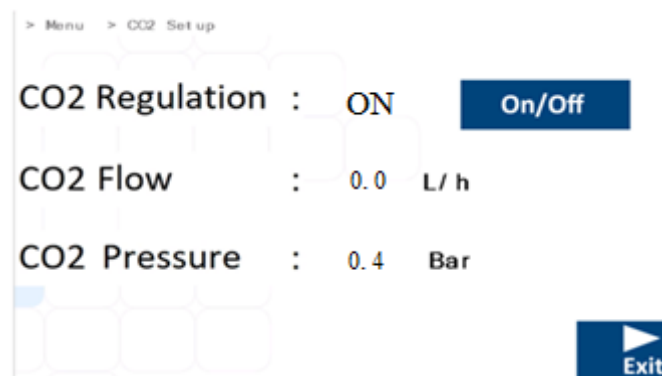 > Menu > CO2 Set up
CO2 Regulation : ON On/Off
CO2 Flow : 0.0 L/ h
CO2 Pressure : 0.4 Bar
Exit